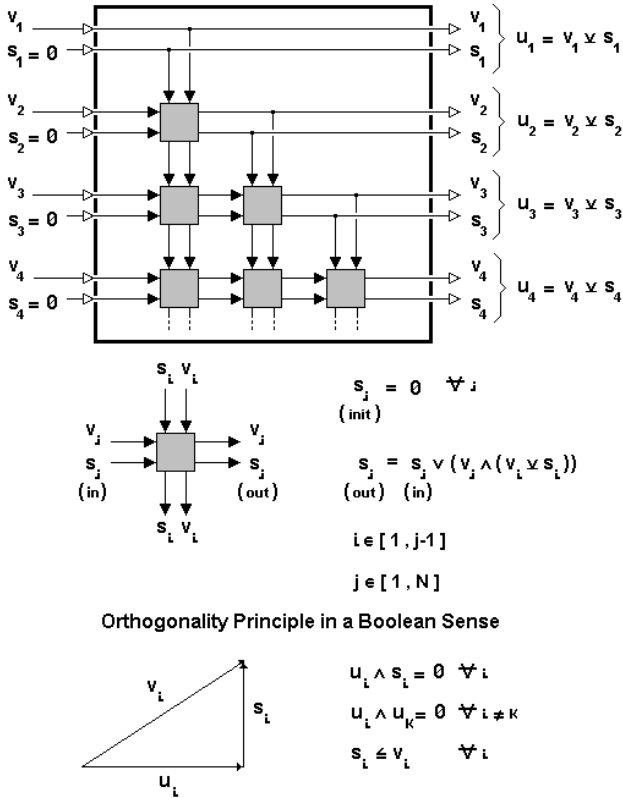 v₁ v₁
s₁ = 0 s₁ u₁ = v₁ ⊻ s₁
v₂ v₂
s₂ = 0 s₂ u₂ = v₂ ⊻ s₂
v₃ v₃
s₃ = 0 s₃ u₃ = v₃ ⊻ s₃
v₄ v₄
s₄ = 0 s₄ u₄ = v₄ ⊻ s₄
sᵢ vᵢ
vⱼ vⱼ
sⱼ sⱼ
(in) (out)
sᵢ vᵢ
sⱼ = 0 ∀ j
(init)
sⱼ = sⱼ ∨ (vⱼ ∧ (vᵢ ⊻ sᵢ))
(out) (in)
i ∈ [ 1 , j-1 ]
j ∈ [ 1 , N ]
Orthogonality Principle in a Boolean Sense
vᵢ
sᵢ
uᵢ
uᵢ ∧ sᵢ = 0 ∀ i
uᵢ ∧ uₖ = 0 ∀ i ≠ k
sᵢ ≤ vᵢ ∀ i